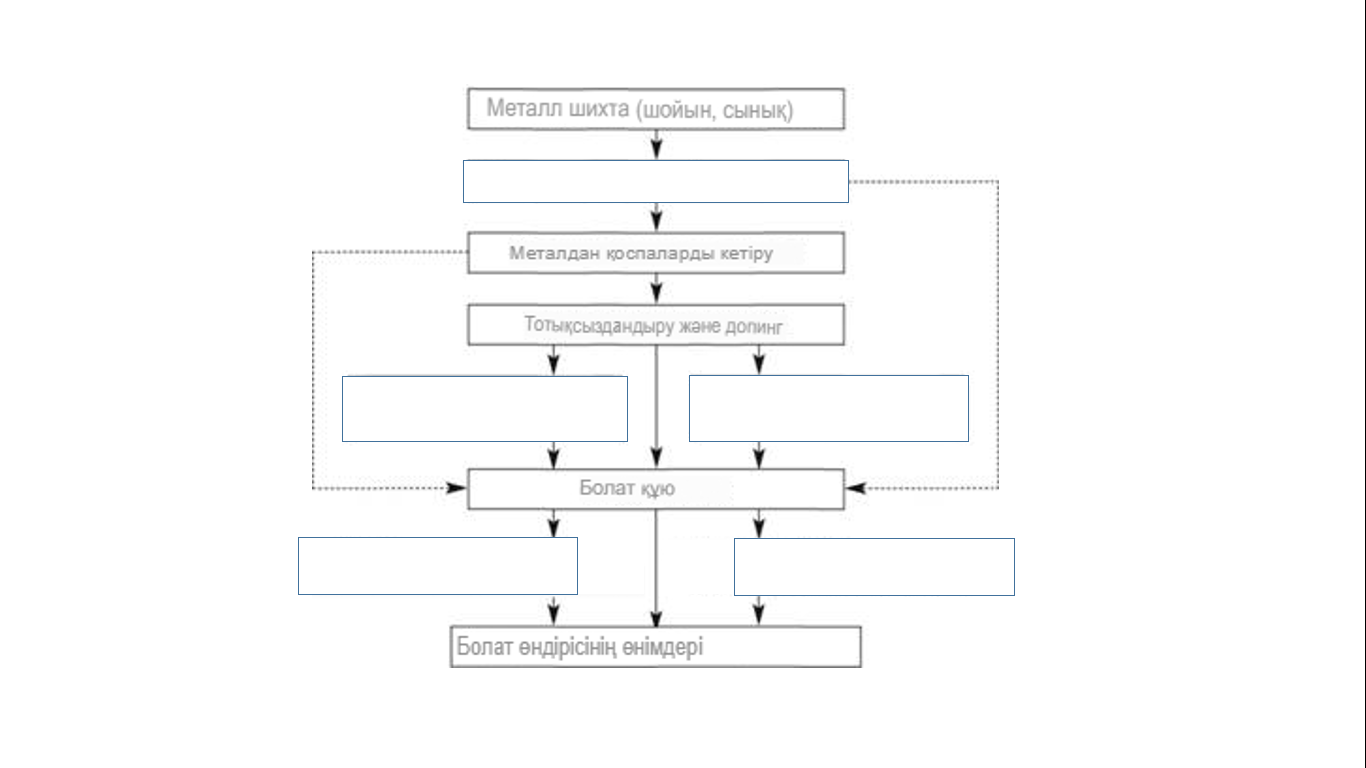 Металл шихта (шойын, сынық)
Металдан қоспаларды кетіру
Тотықсыздандыру және допинг
Болат құю
Болат өндірісінің өнімдері